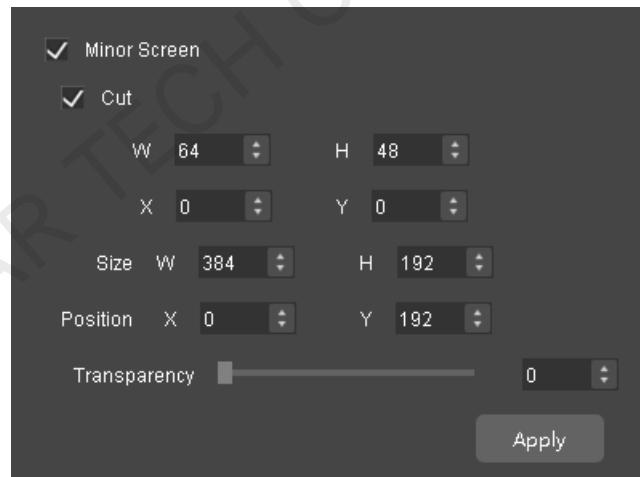 Minor Screen
Cut
W 64 H 48
X 0 Y 0
Size W 384 H 192
Position X 0 Y 192
Transparency 0
Apply